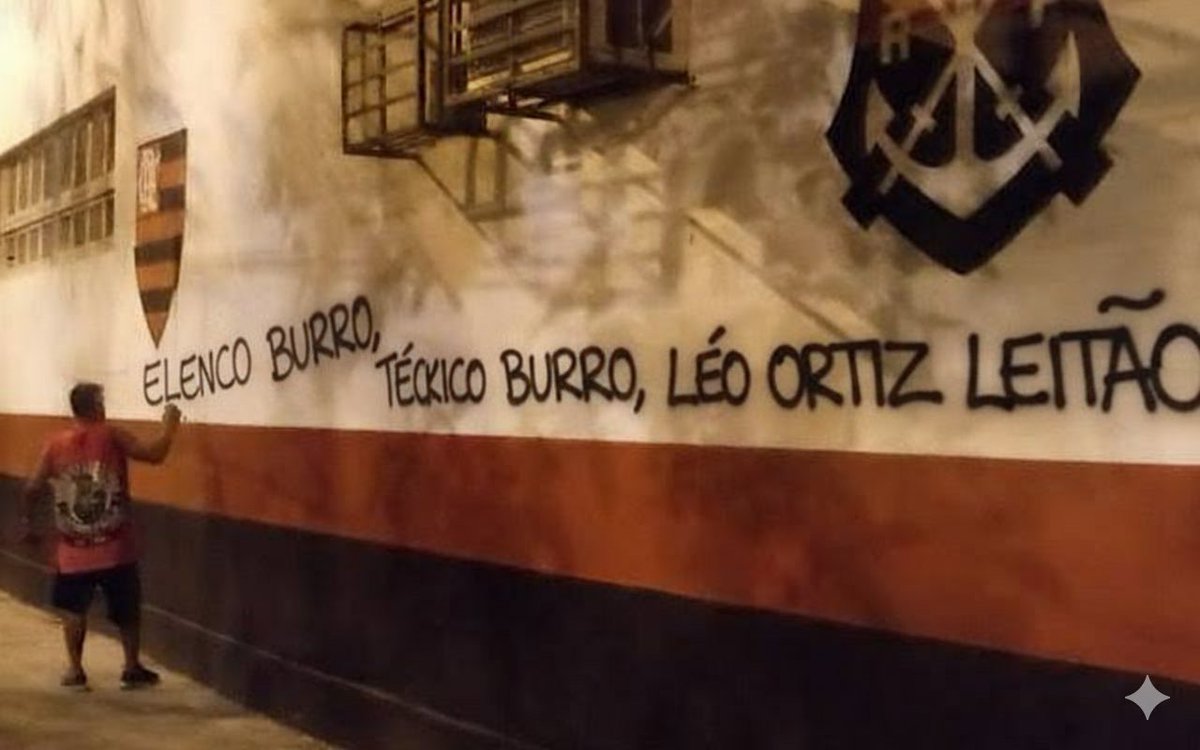 ELENCO BURRO, TÉCKICO BURRO, LÉO ORTIZ LEITÃO